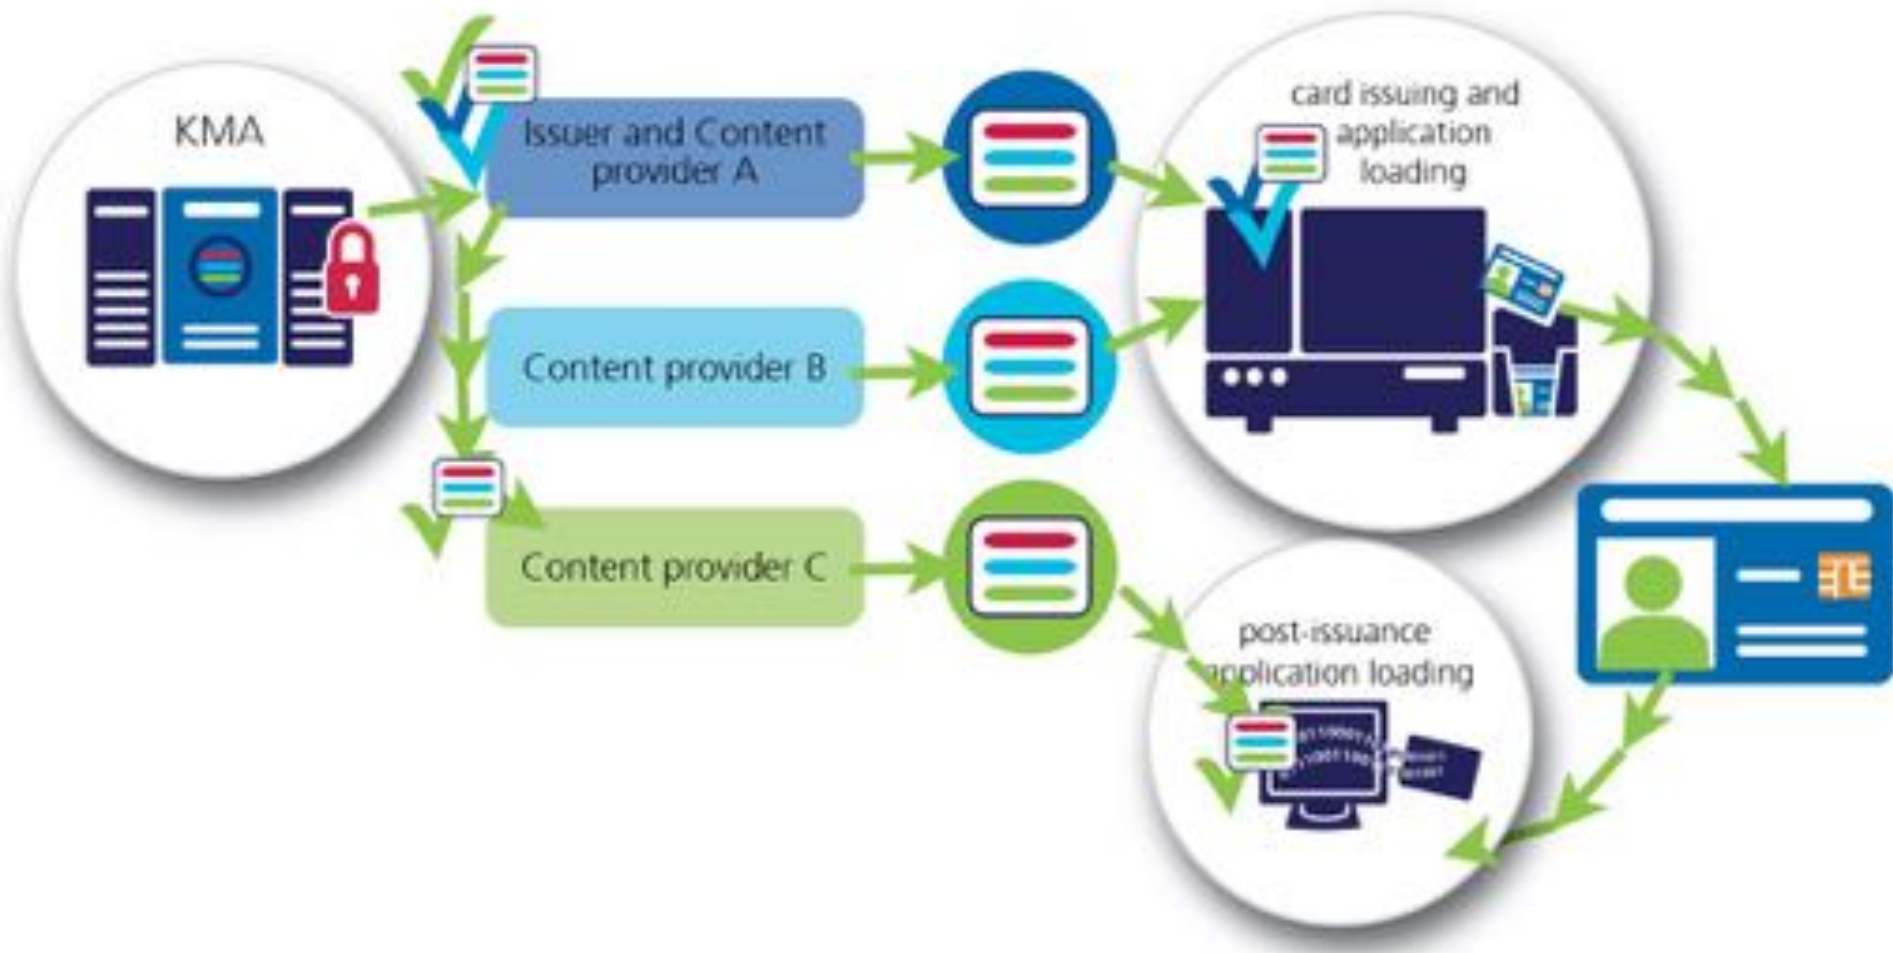 KMA
Issuer and Content
provider A
card issuing and
application
loading
Content provider B
Content provider C
post-issuance
application loading